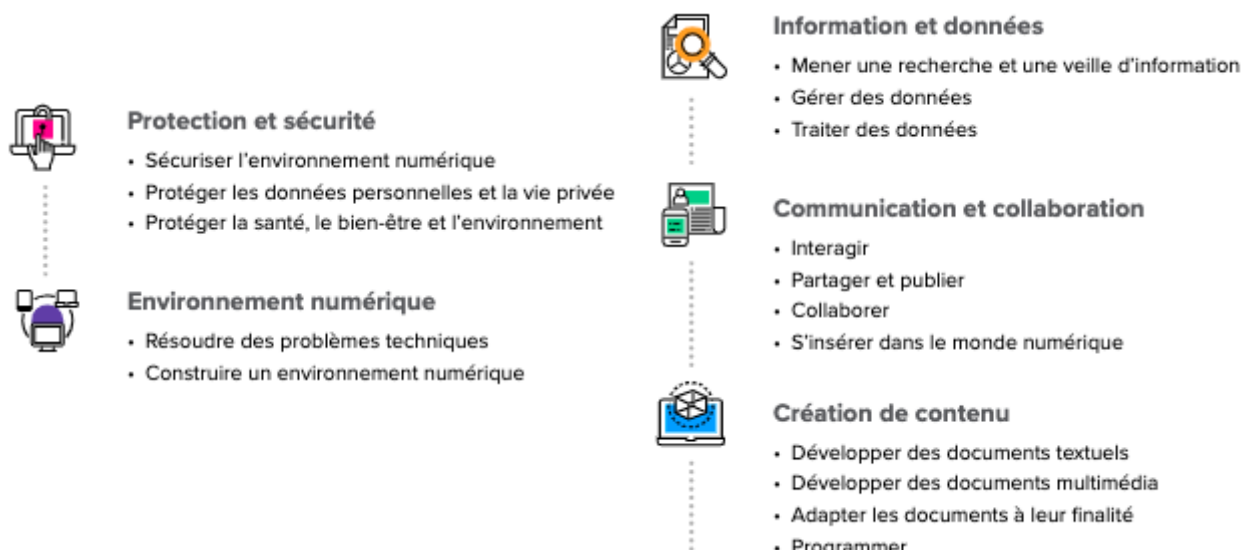 Information et données
• Mener une recherche et une veille d'information
• Gérer des données
• Traiter des données
Communication et collaboration
• Interagir
• Partager et publier
• Collaborer
• S'insérer dans le monde numérique
Création de contenu
• Développer des documents textuels
• Développer des documents multimédia
• Adapter les documents à leur finalité
• Programmer
Protection et sécurité
• Sécuriser l'environnement numérique
• Protéger les données personnelles et la vie privée
• Protéger la santé, le bien-être et l'environnement
Environnement numérique
• Résoudre des problèmes techniques
• Construire un environnement numérique